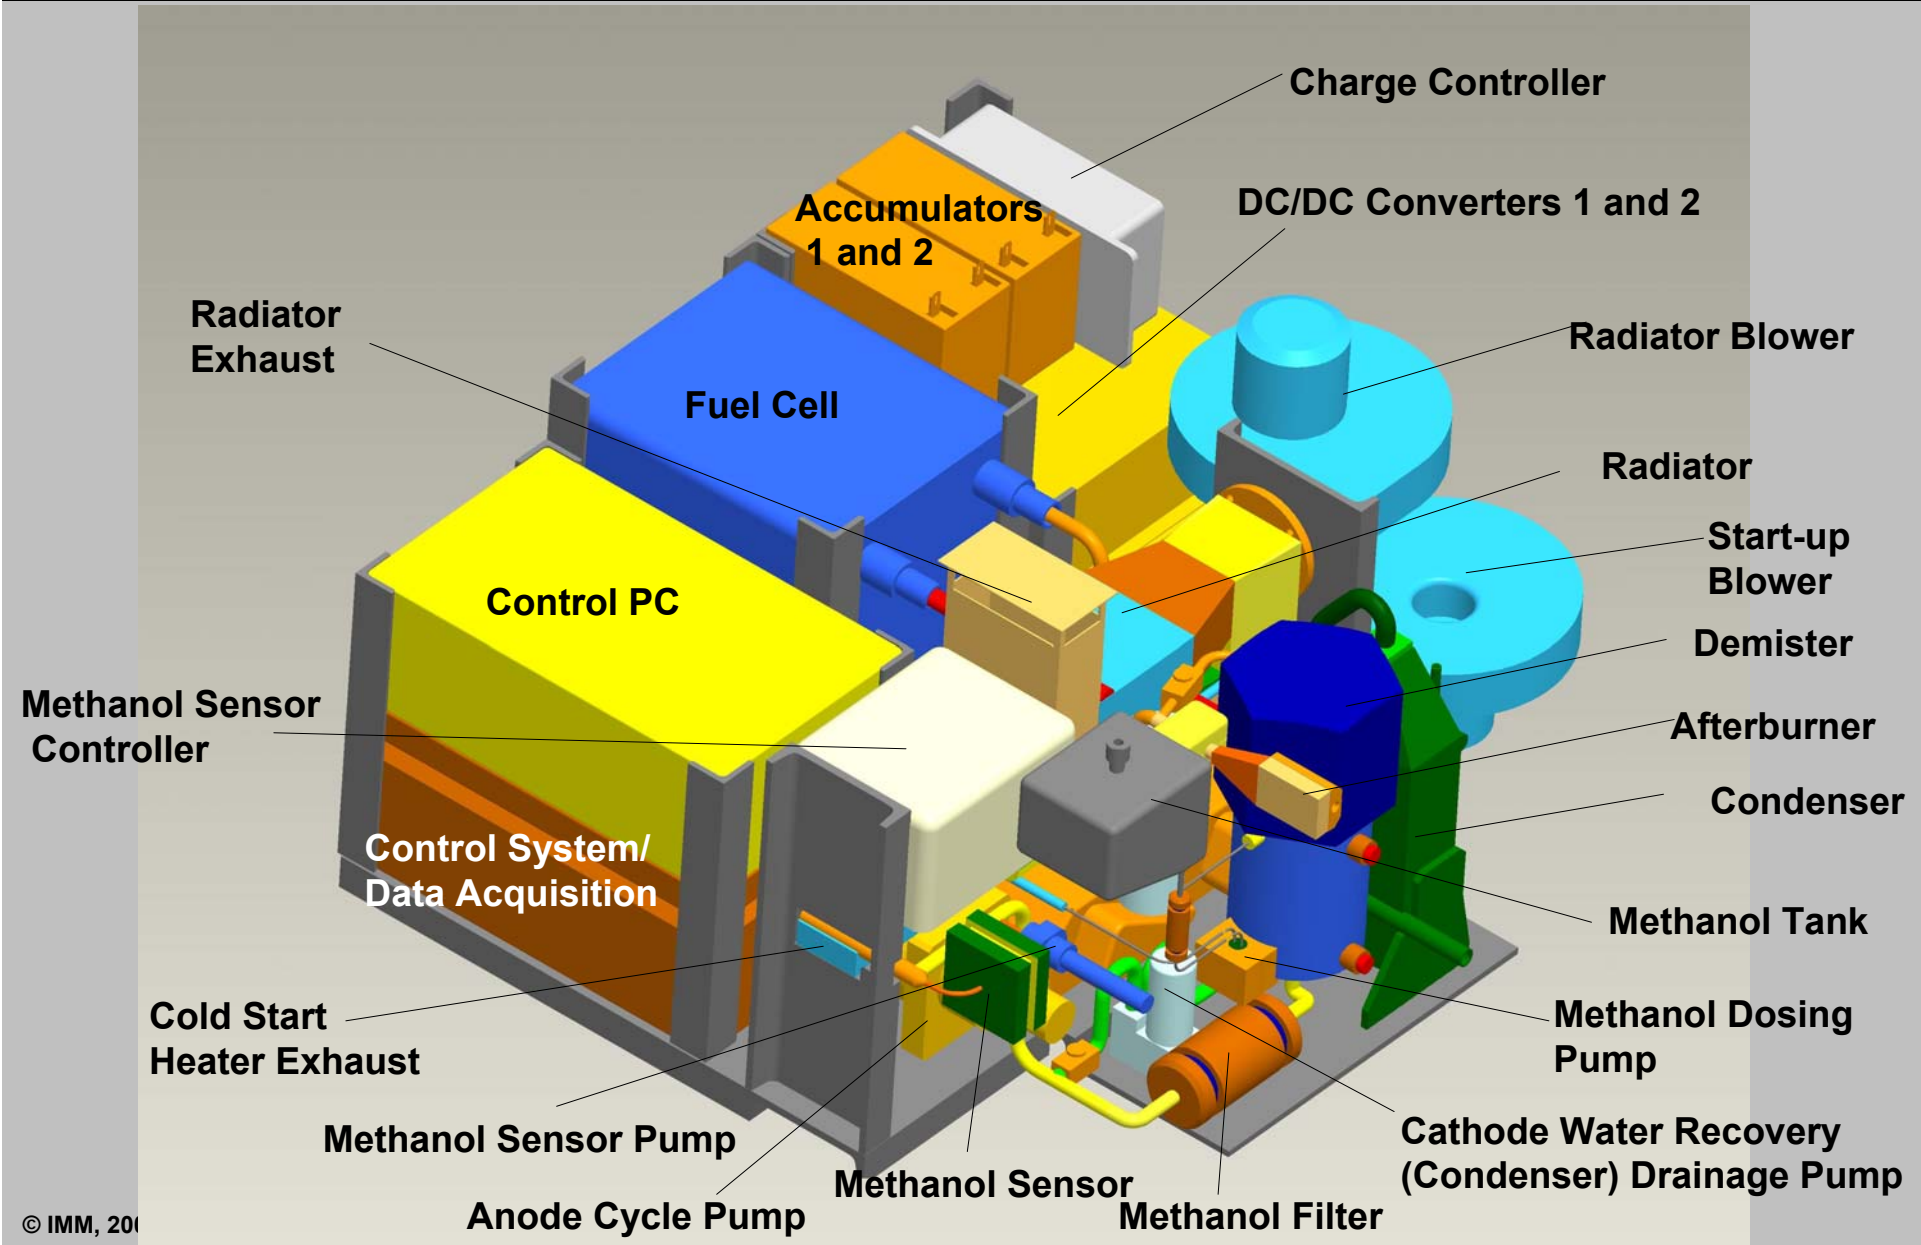 Charge Controller
Accumulators
1 and 2
DC/DC Converters 1 and 2
Radiator
Exhaust
Radiator Blower
Fuel Cell
Radiator
Start-up
Blower
Control PC
Demister
Methanol Sensor
Controller
Afterburner
Condenser
Control System/
Data Acquisition
Methanol Tank
Cold Start
Heater Exhaust
Methanol Dosing
Pump
Methanol Sensor Pump
Cathode Water Recovery
(Condenser) Drainage Pump
Methanol Sensor
Anode Cycle Pump
Methanol Filter
© IMM,